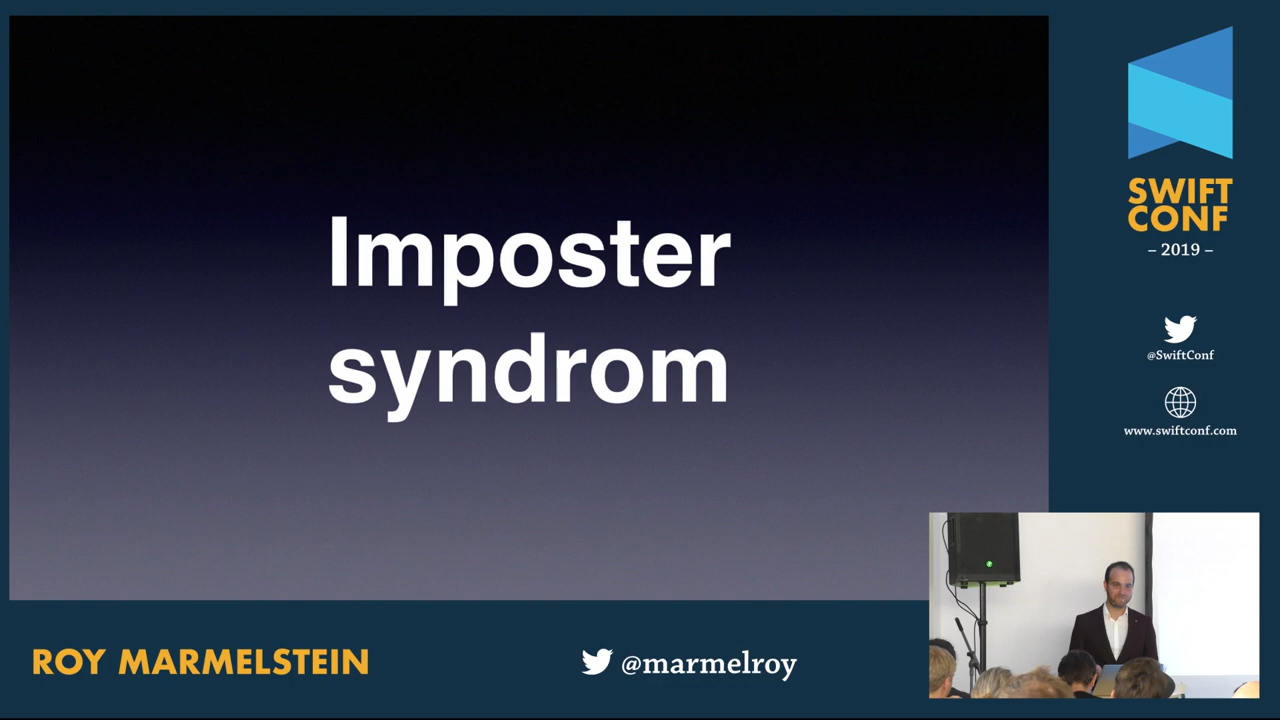 Imposter
syndrom
SWIFT
CONF
– 2019 –
@SwiftConf
www.swiftconf.com
ROY MARMELSTEIN
@marmelroy